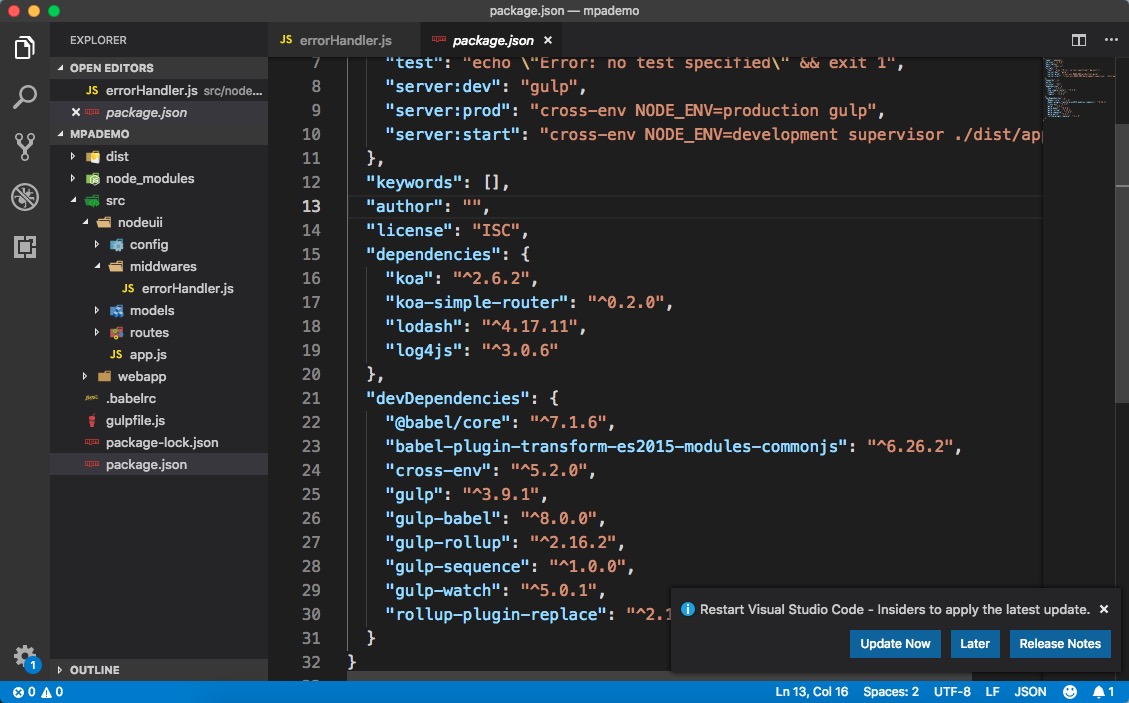 package.json — mpademo
EXPLORER
OPEN EDITORS
JS errorHandler.js src/node...
package.json
MPADEMO
dist
node_modules
src
nodeuii
config
middwares
JS errorHandler.js
models
routes
JS app.js
webapp
.babelrc
gulpfile.js
package-lock.json
package.json
OUTLINE
JS errorHandler.js
package.json
7 "test": "echo \"Error: no test specified\" && exit 1",
8 "server:dev": "gulp",
9 "server:prod": "cross-env NODE_ENV=production gulp",
10 "server:start": "cross-env NODE_ENV=development supervisor ./dist/ap
11 },
12 "keywords": [],
13 "author": "",
14 "license": "ISC",
15 "dependencies": {
16 "koa": "^2.6.2",
17 "koa-simple-router": "^0.2.0",
18 "lodash": "^4.17.11",
19 "log4js": "^3.0.6"
20 },
21 "devDependencies": {
22 "@babel/core": "^7.1.6",
23 "babel-plugin-transform-es2015-modules-commonjs": "^6.26.2",
24 "cross-env": "^5.2.0",
25 "gulp": "^3.9.1",
26 "gulp-babel": "^8.0.0",
27 "gulp-rollup": "^2.16.2",
28 "gulp-sequence": "^1.0.0",
29 "gulp-watch": "^5.0.1",
30 "rollup-plugin-replace": "^2.1
31 }
32 }
Restart Visual Studio Code - Insiders to apply the latest update.
Update Now Later Release Notes
1
0 0 Ln 13, Col 16 Spaces: 2 UTF-8 LF JSON 1